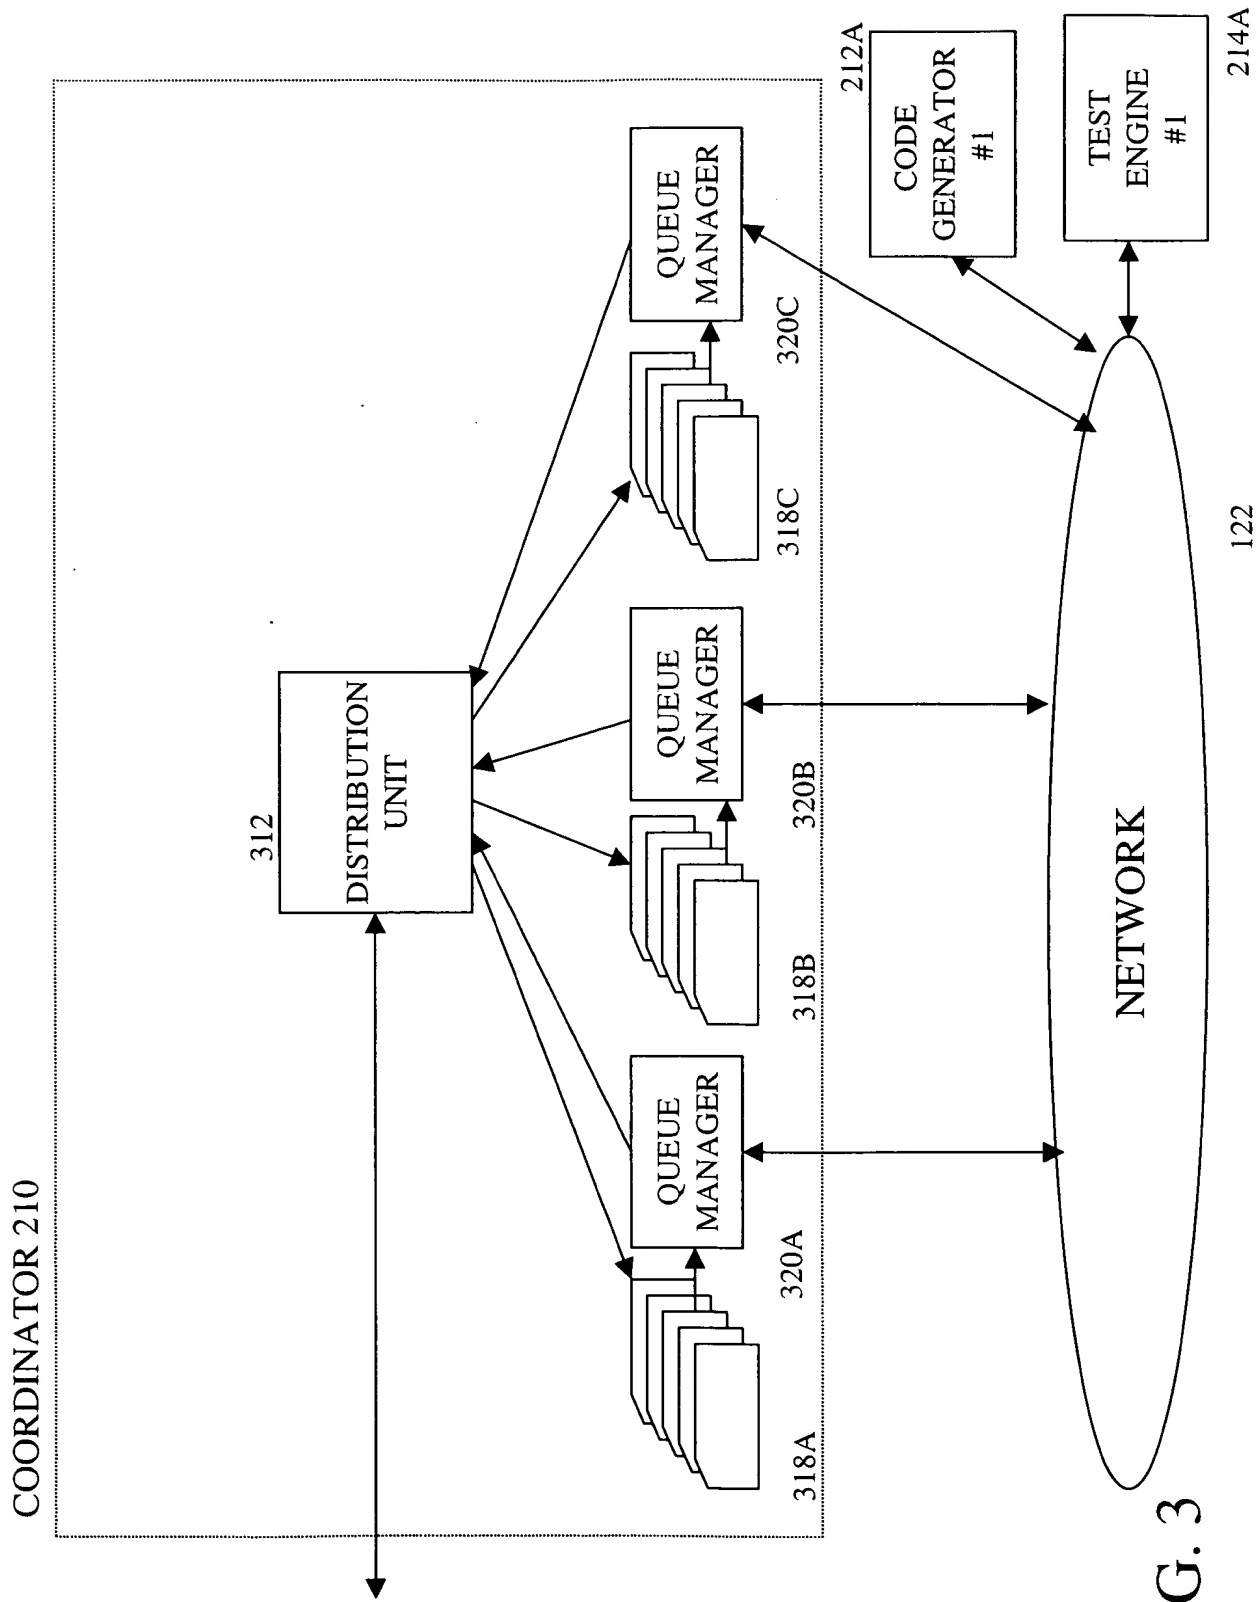 COORDINATOR 210
312
DISTRIBUTION
UNIT
QUEUE
MANAGER
QUEUE
MANAGER
QUEUE
MANAGER
318A
320A
318B
320B
318C
320C
212A
CODE
GENERATOR
#1
TEST
ENGINE
#1
214A
NETWORK
122
G. 3